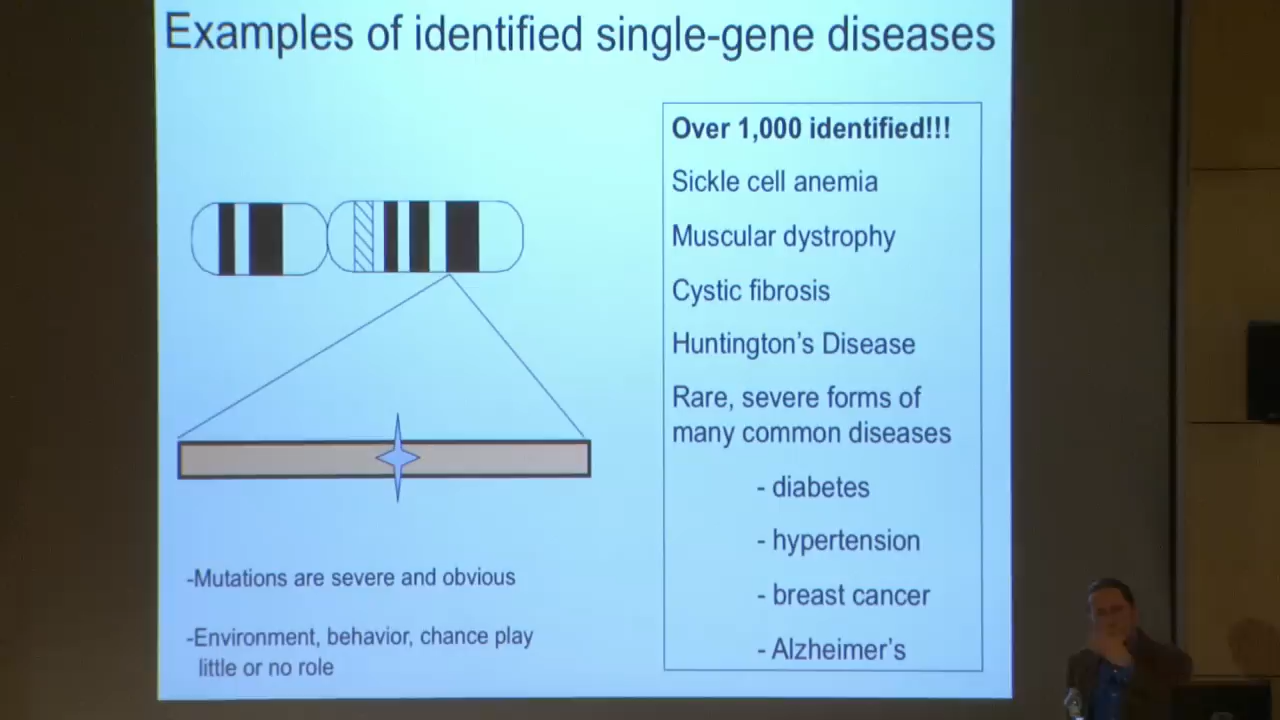 Examples of identified single-gene diseases
Over 1,000 identified!!!
Sickle cell anemia
Muscular dystrophy
Cystic fibrosis
Huntington's Disease
Rare, severe forms of
many common diseases
- diabetes
- hypertension
- breast cancer
- Alzheimer's
-Mutations are severe and obvious
-Environment, behavior, chance play
little or no role